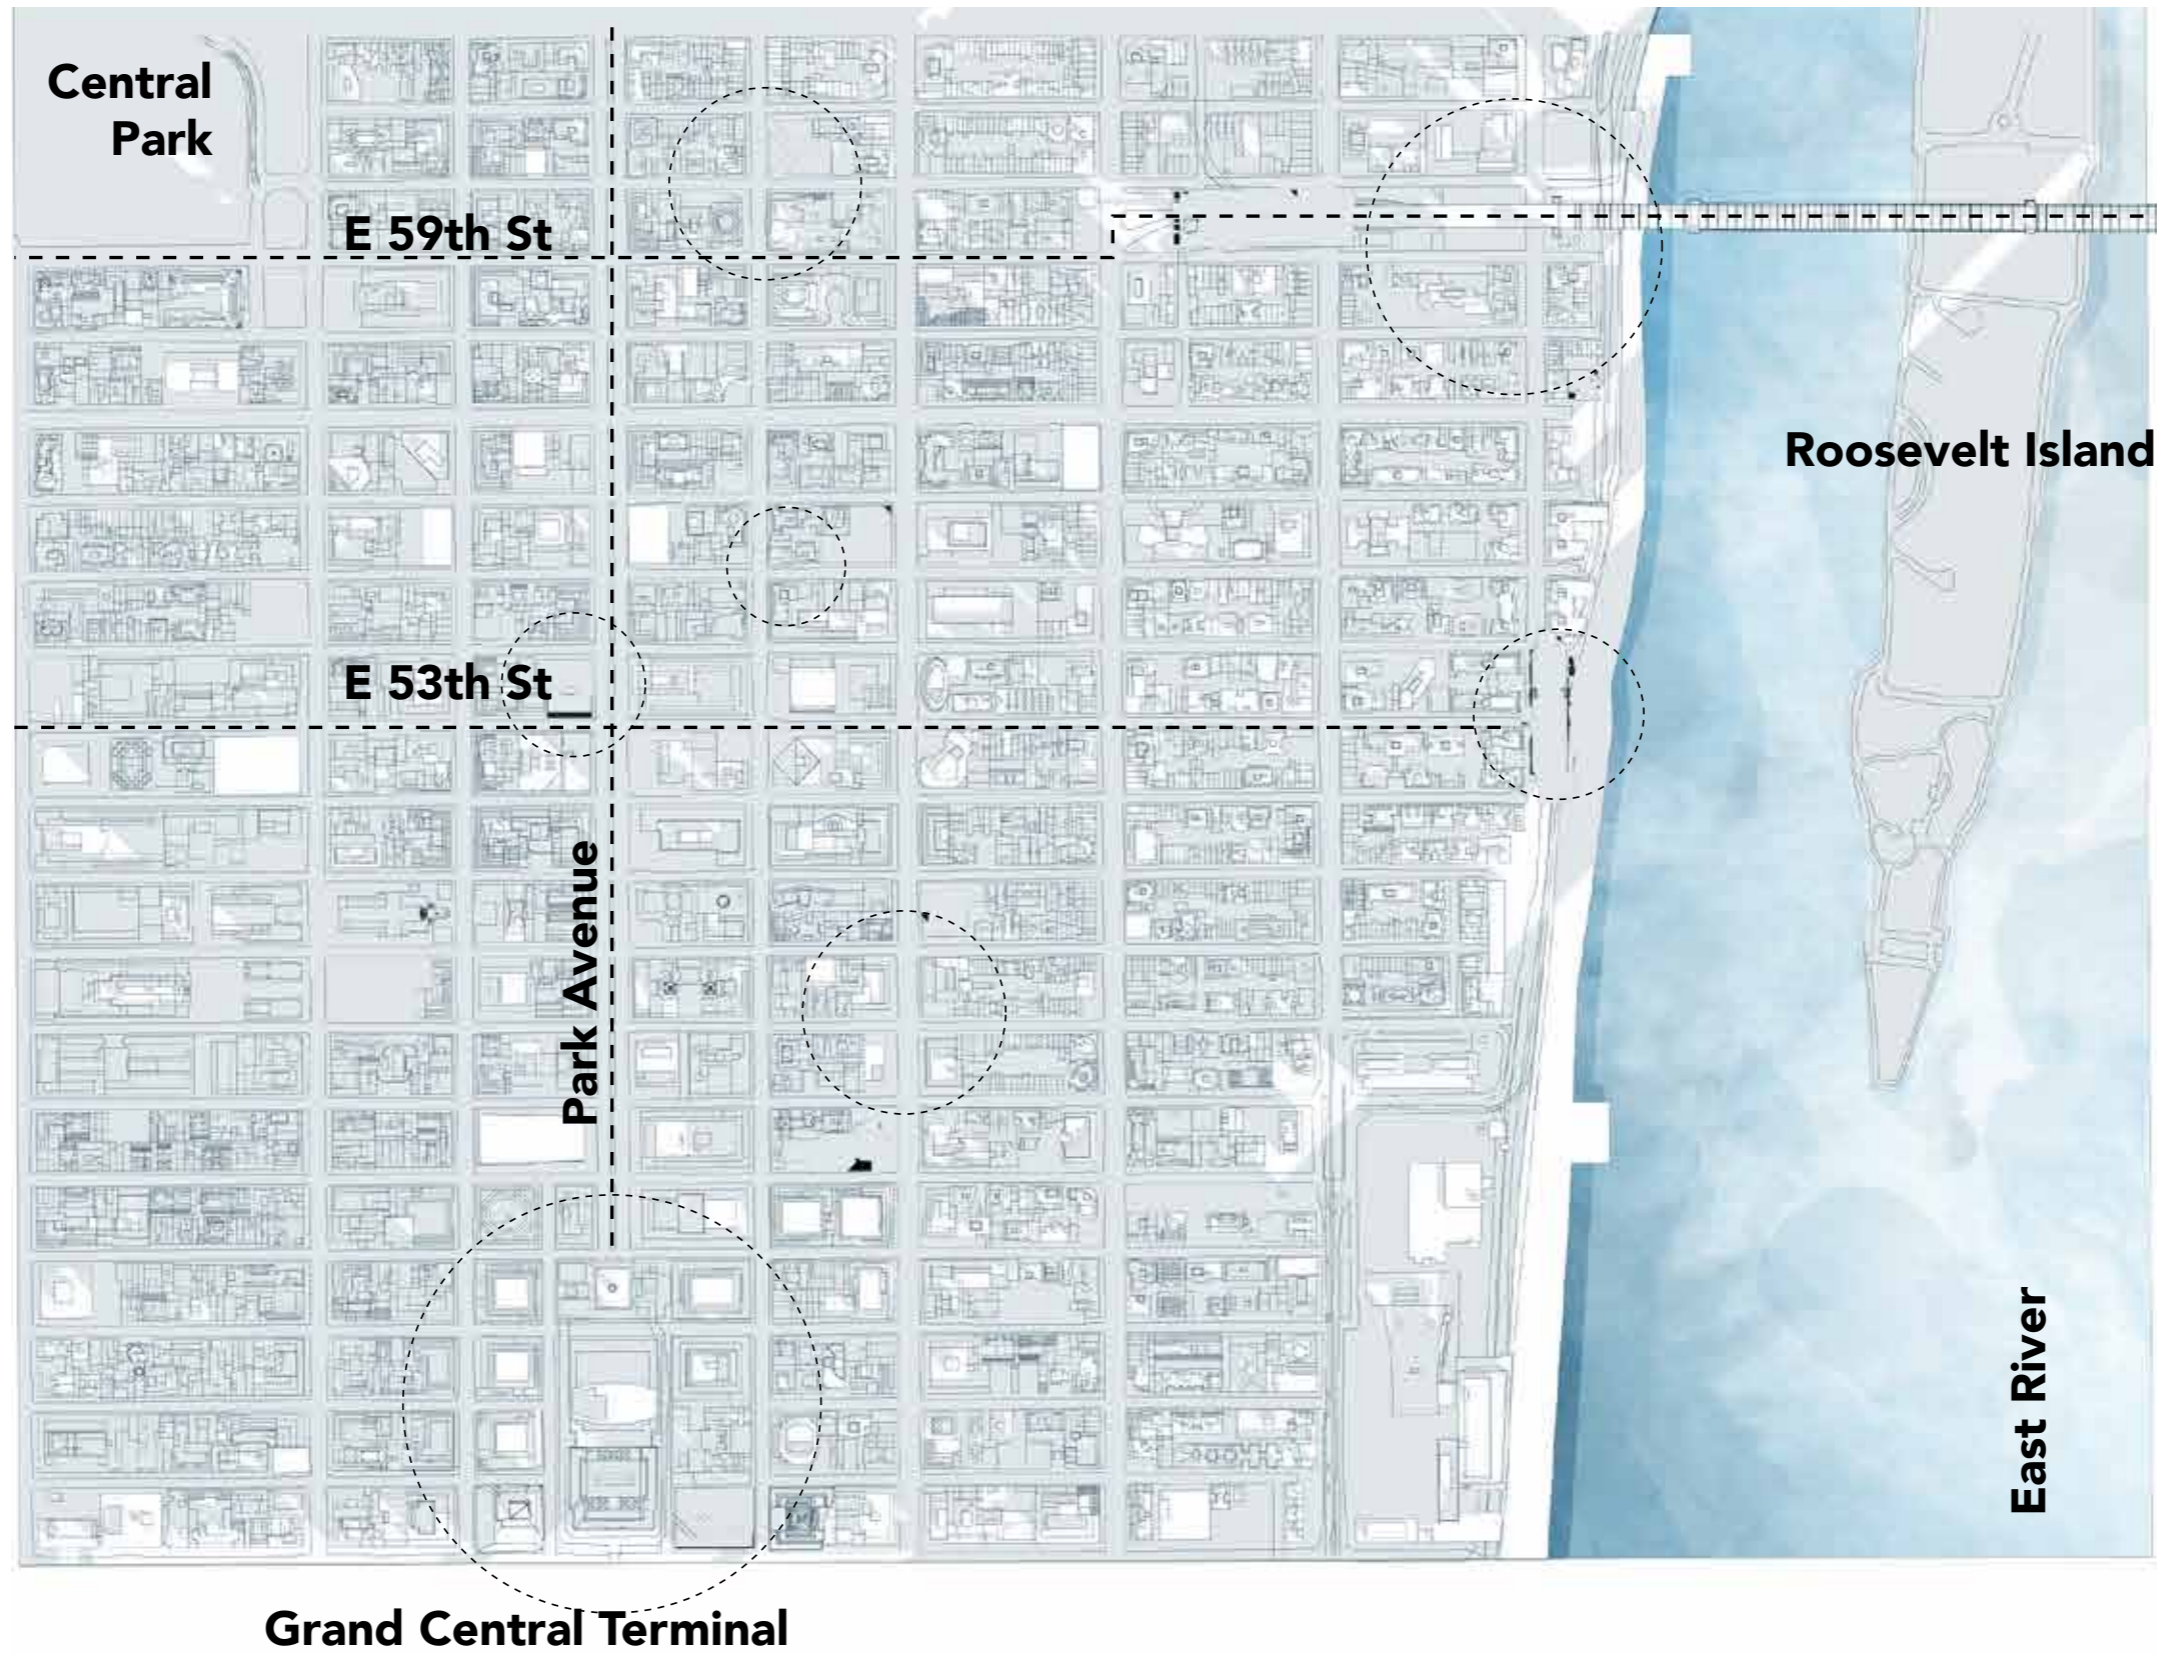 Central
Park
E 59th St
Roosevelt Island
E 53th St
Park Avenue
East River
Grand Central Terminal